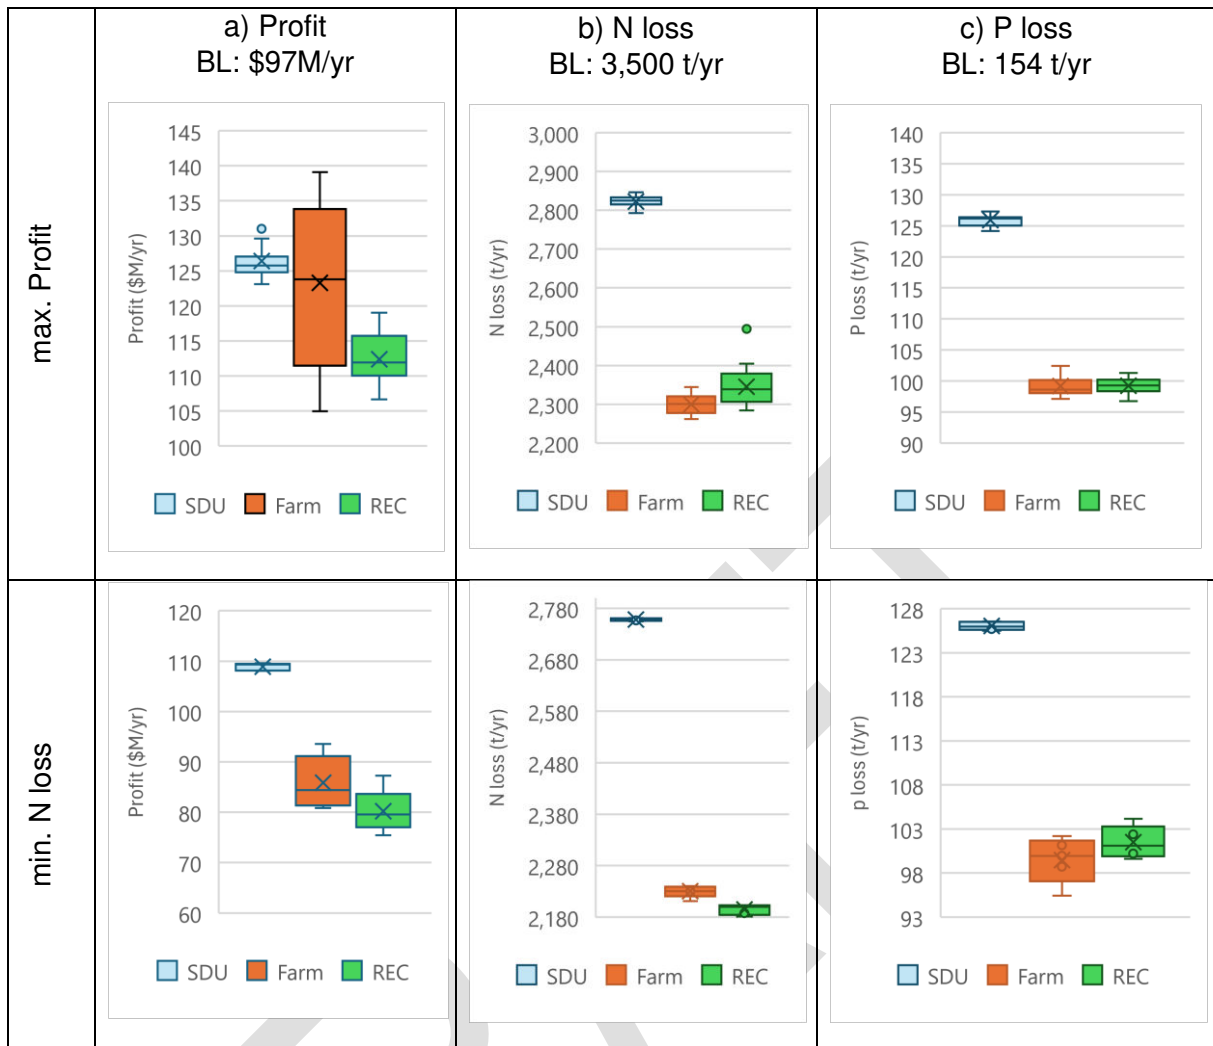 a) Profit
BL: $97M/yr
b) N loss
BL: 3,500 t/yr
c) P loss
BL: 154 t/yr
max. Profit
Profit ($M/yr)
145
140
135
130
125
120
115
110
105
100
SDU Farm REC
N loss (t/yr)
3,000
2,900
2,800
2,700
2,600
2,500
2,400
2,300
2,200
SDU Farm REC
P loss (t/yr)
140
135
130
125
120
115
110
105
100
95
90
SDU Farm REC
min. N loss
Profit ($M/yr)
120
110
100
90
80
70
60
SDU Farm REC
N loss (t/yr)
2,780
2,680
2,580
2,480
2,380
2,280
2,180
SDU Farm REC
p loss (t/yr)
128
123
118
113
108
103
98
93
SDU Farm REC